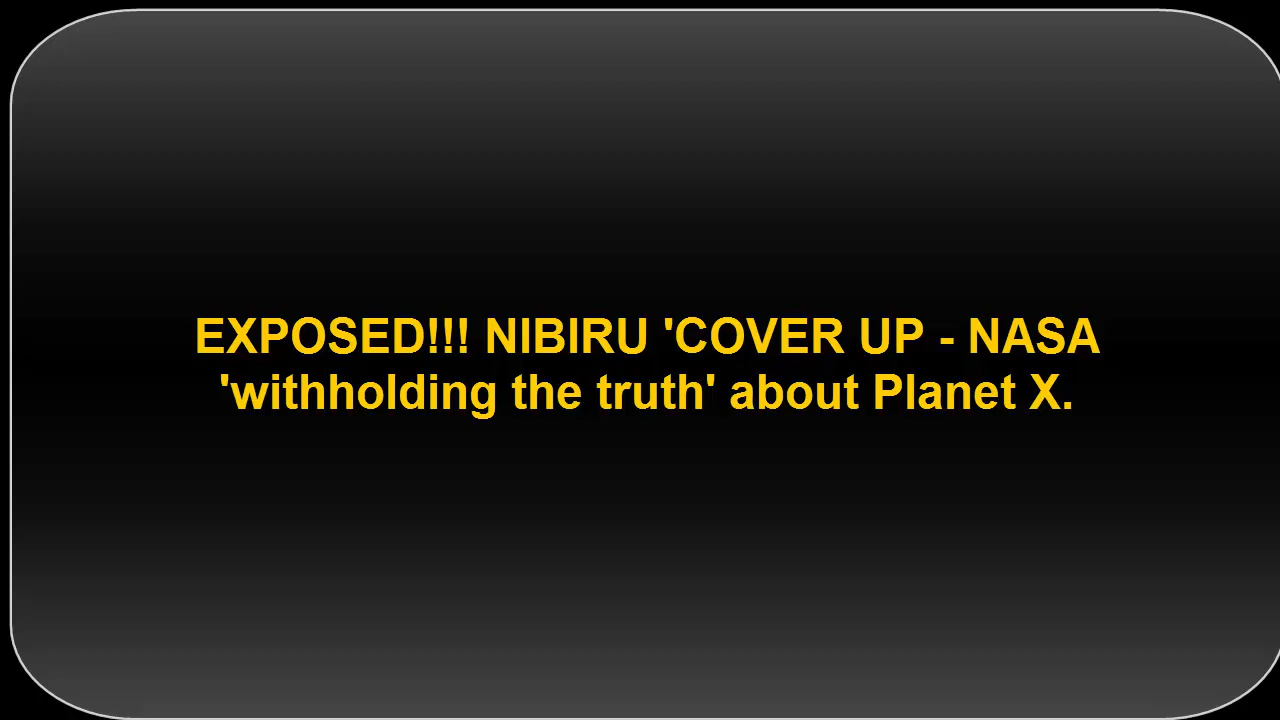 EXPOSED!!! NIBIRU 'COVER UP - NASA
'withholding the truth' about Planet X.